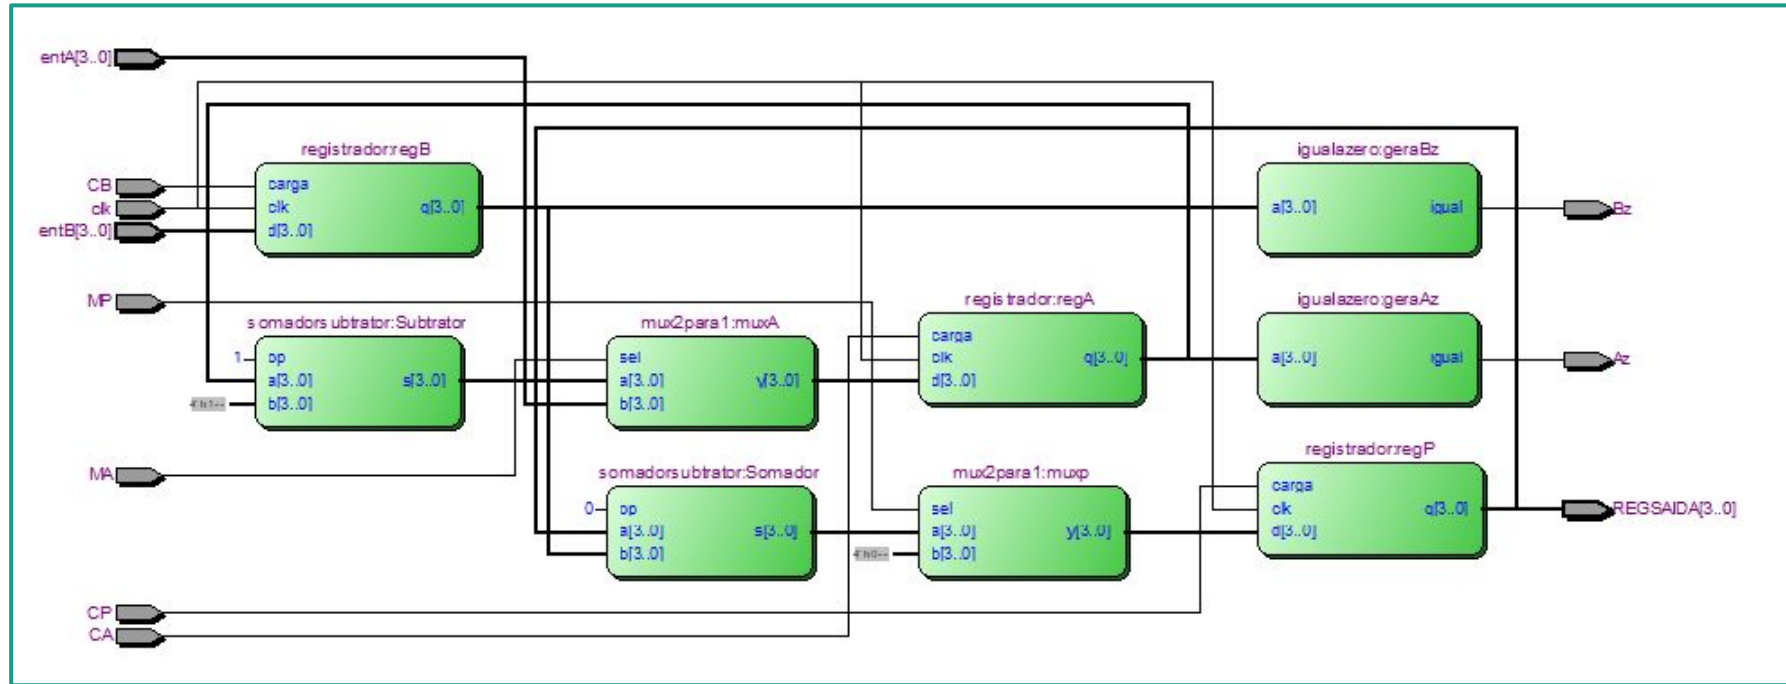 entA[3..0]
registrador:regB
igualazero:geraBz
CB
carga
clk
clk
q[3..0]
a[3..0]
igual
Bz
entB[3..0]
d[3..0]
MP
registrador:regA
igualazero:geraAz
somadorsubtrator:Subtrator
mux2para1:muxA
carga
1
op
sel
clk
q[3..0]
a[3..0]
igual
Az
a[3..0]
s[3..0]
a[3..0]
y[3..0]
d[3..0]
4'h1--
b[3..0]
b[3..0]
registrador:regP
MA
somadorsubtrator:Somador
mux2para1:muxp
carga
0
op
sel
clk
q[3..0]
REGSAIDA[3..0]
a[3..0]
s[3..0]
a[3..0]
y[3..0]
d[3..0]
b[3..0]
4'h0--
b[3..0]
CP
CA